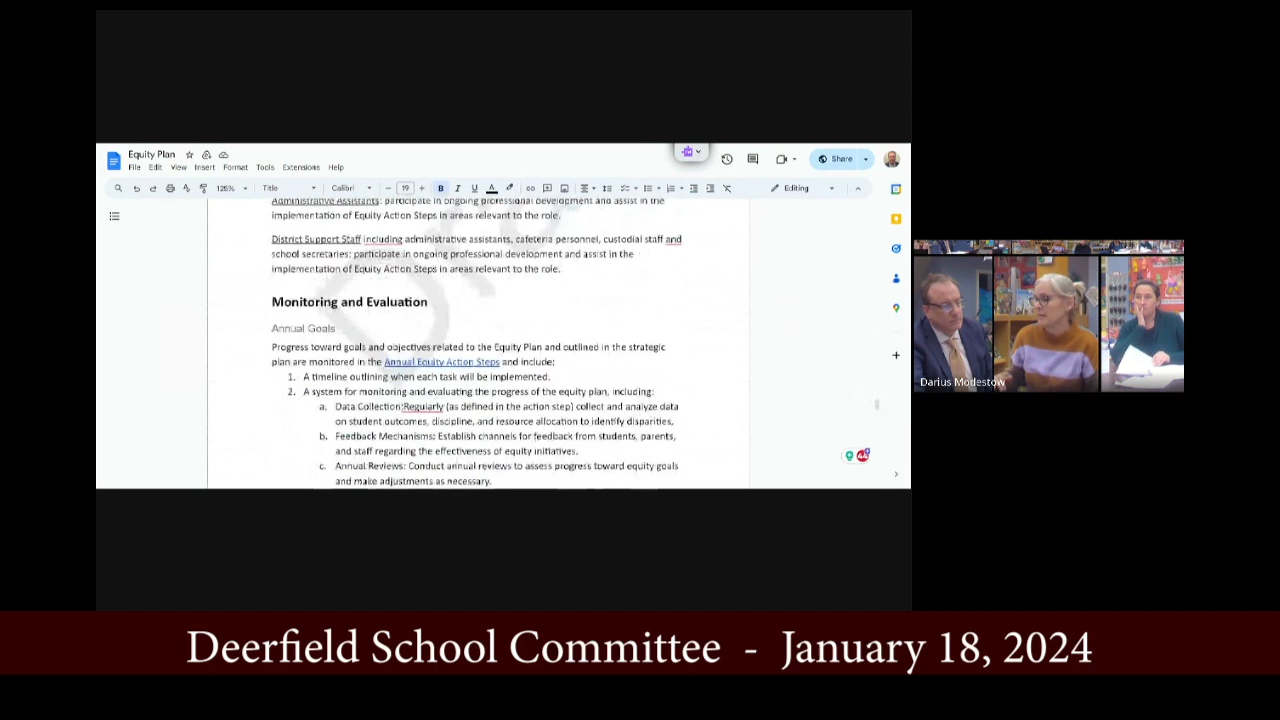 Equity Plan
File Edit View Insert Format Tools Extensions Help
Share
125% Title Calibri 19 B I U A Editing
Administrative Assistants: participate in ongoing professional development and assist in the
implementation of Equity Action Steps in areas relevant to the role.
District Support Staff including administrative assistants, cafeteria personnel, custodial staff and
school secretaries: participate in ongoing professional development and assist in the
implementation of Equity Action Steps in areas relevant to the role.
Monitoring and Evaluation
Annual Goals
Progress toward goals and objectives related to the Equity Plan and outlined in the strategic
plan are monitored in the Annual Equity Action Steps and include:
1. A timeline outlining when each task will be implemented.
2. A system for monitoring and evaluating the progress of the equity plan, including:
a. Data Collection:Regularly (as defined in the action step) collect and analyze data
on student outcomes, discipline, and resource allocation to identify disparities.
b. Feedback Mechanisms: Establish channels for feedback from students, parents,
and staff regarding the effectiveness of equity initiatives.
c. Annual Reviews: Conduct annual reviews to assess progress toward equity goals
and make adjustments as necessary.
Darius Modestow
Deerfield School Committee - January 18, 2024